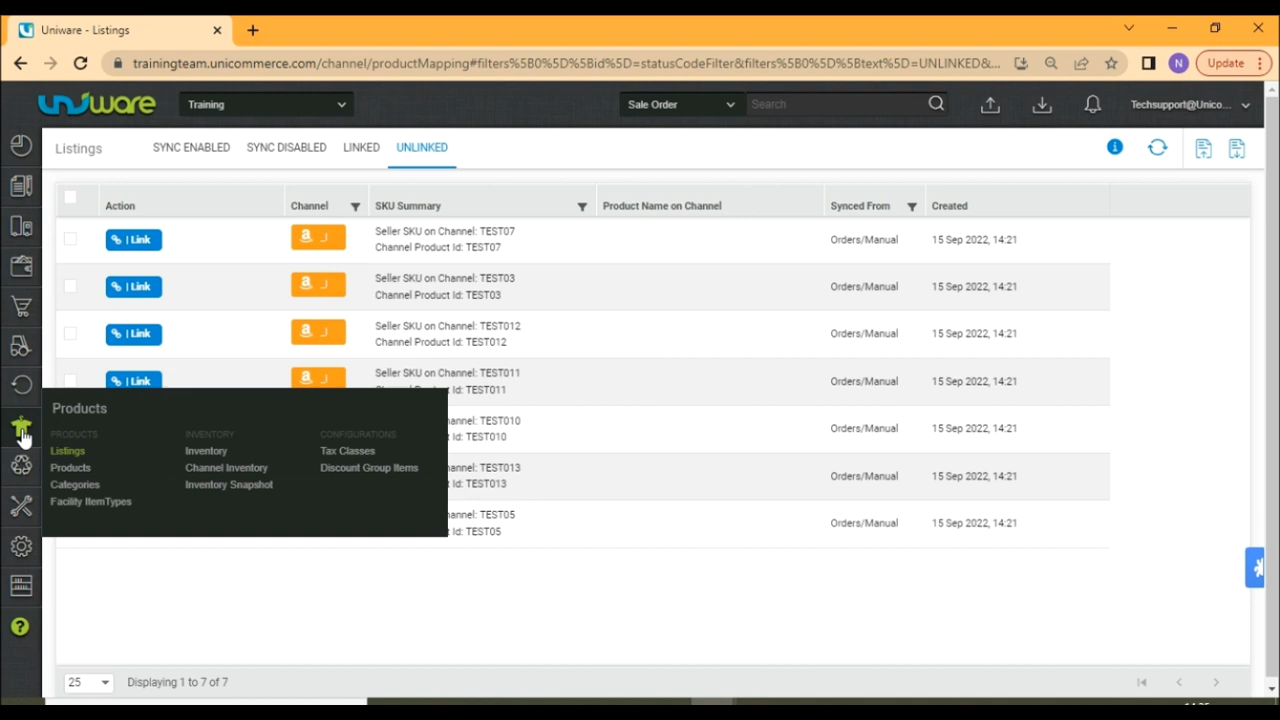 Uniware - Listings
trainingteam.unicommerce.com/channel/productMapping#filters%5B0%5D%5Bid%5D=statusCodeFilter&filters%5B0%5D%5Btext%5D=UNLINKED&...
N
Update
uniware
Training
Sale Order
Search
Techsupport@Unico...
Listings
SYNC ENABLED
SYNC DISABLED
LINKED
UNLINKED
Action
Channel
SKU Summary
Product Name on Channel
Synced From
Created
| Link
Seller SKU on Channel: TEST07
Channel Product Id: TEST07
Orders/Manual
15 Sep 2022, 14:21
| Link
Seller SKU on Channel: TEST03
Channel Product Id: TEST03
Orders/Manual
15 Sep 2022, 14:21
| Link
Seller SKU on Channel: TEST012
Channel Product Id: TEST012
Orders/Manual
15 Sep 2022, 14:21
| Link
Seller SKU on Channel: TEST011
Id: TEST011
Orders/Manual
15 Sep 2022, 14:21
Products
PRODUCTS
Listings
Products
Categories
Facility ItemTypes
INVENTORY
Inventory
Channel Inventory
Inventory Snapshot
CONFIGURATIONS
Tax Classes
Discount Group Items
hannel: TEST010
t Id: TEST010
Orders/Manual
15 Sep 2022, 14:21
hannel: TEST013
t Id: TEST013
Orders/Manual
15 Sep 2022, 14:21
hannel: TEST05
t Id: TEST05
Orders/Manual
15 Sep 2022, 14:21
25
Displaying 1 to 7 of 7